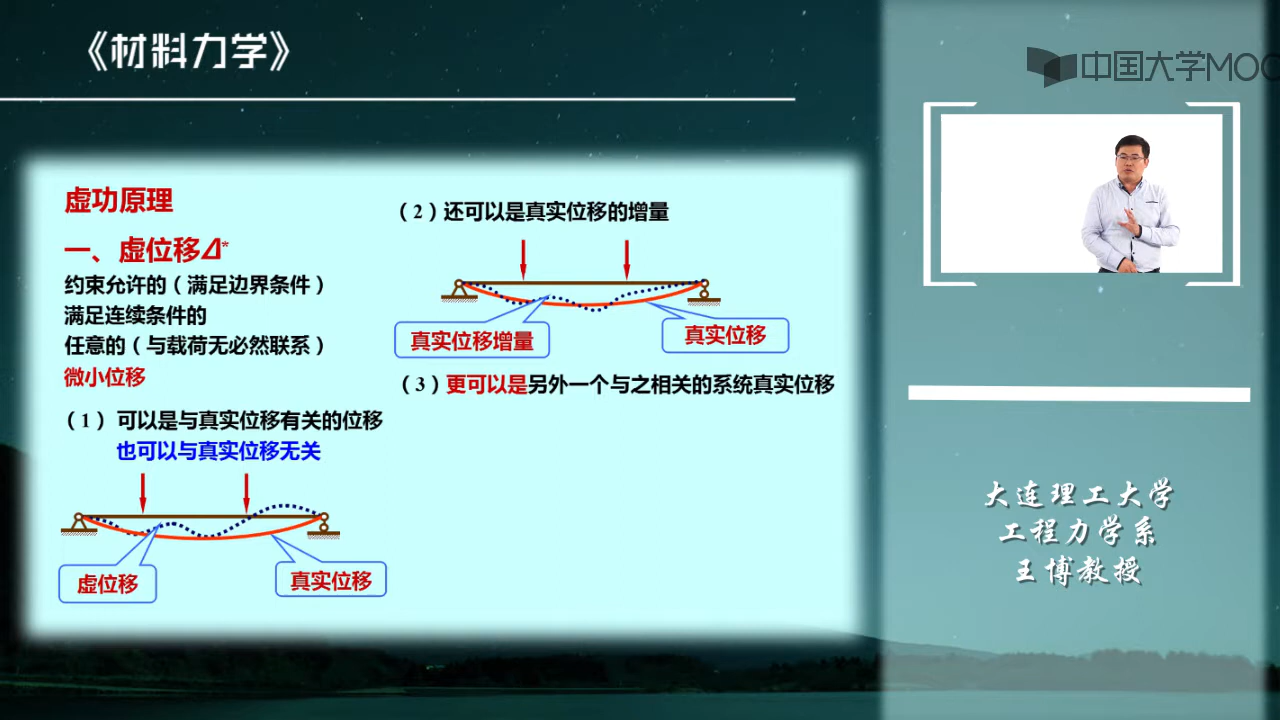 《材料力学》
中国大学MOC
虚功原理
一、虚位移Δ*
约束允许的（满足边界条件）
满足连续条件的
任意的（与载荷无必然联系）
微小位移
（1） 可以是与真实位移有关的位移
也可以与真实位移无关
虚位移
真实位移
（2）还可以是真实位移的增量
真实位移增量
真实位移
（3）更可以是另外一个与之相关的系统真实位移
大连理工大学
工程力学系
王博教授